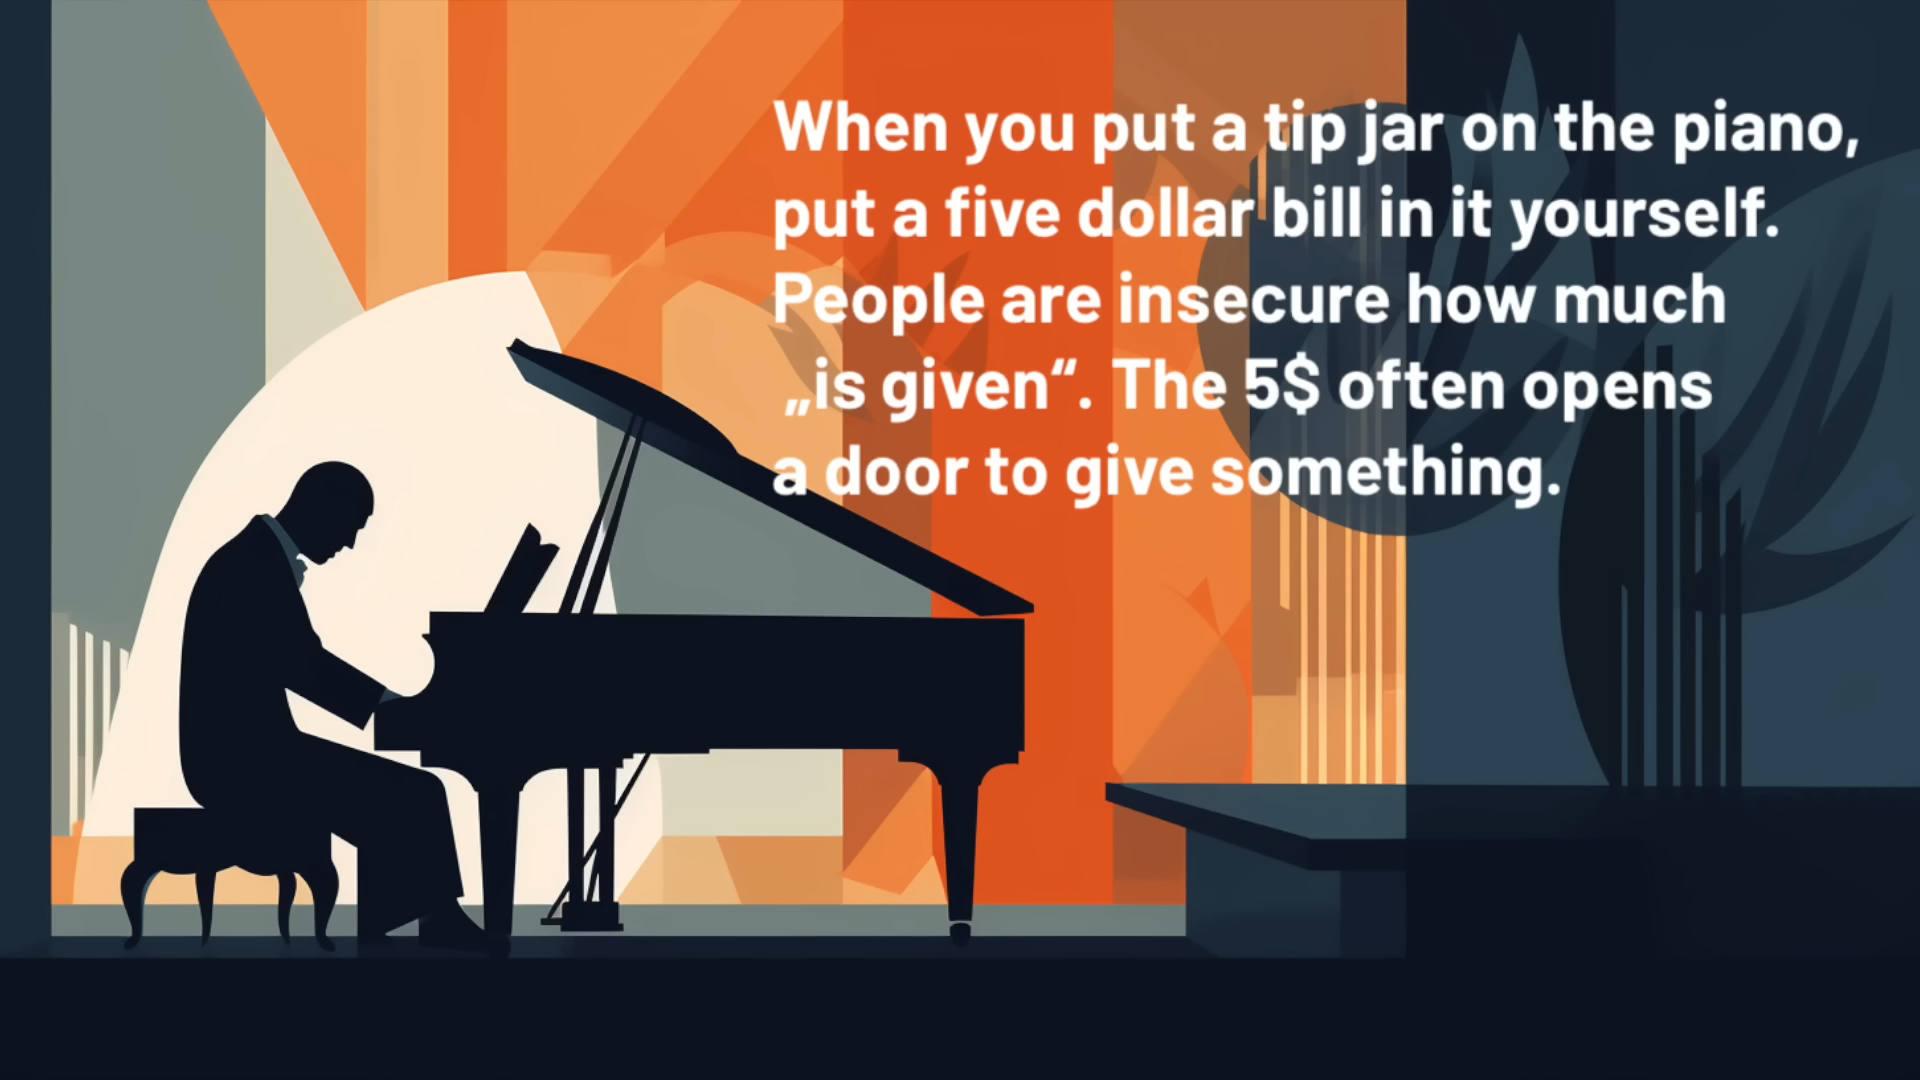 When you put a tip jar on the piano,
put a five dollar bill in it yourself.
People are insecure how much
„is given“. The 5$ often opens
a door to give something.